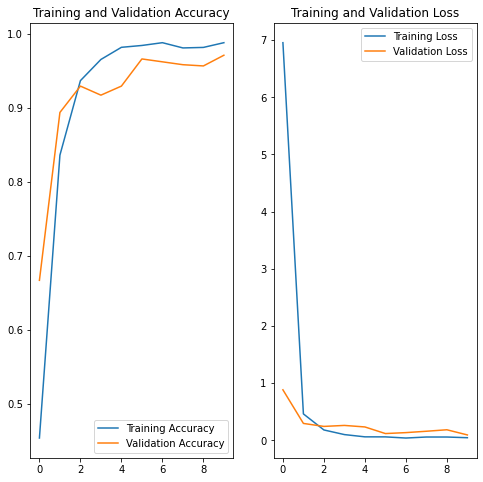 Training and Validation Accuracy
1.0
0.9
0.8
0.7
0.6
0.5
Training Accuracy
Validation Accuracy
0 2 4 6 8
Training and Validation Loss
7
6
5
4
3
2
1
0
Training Loss
Validation Loss
0 2 4 6 8